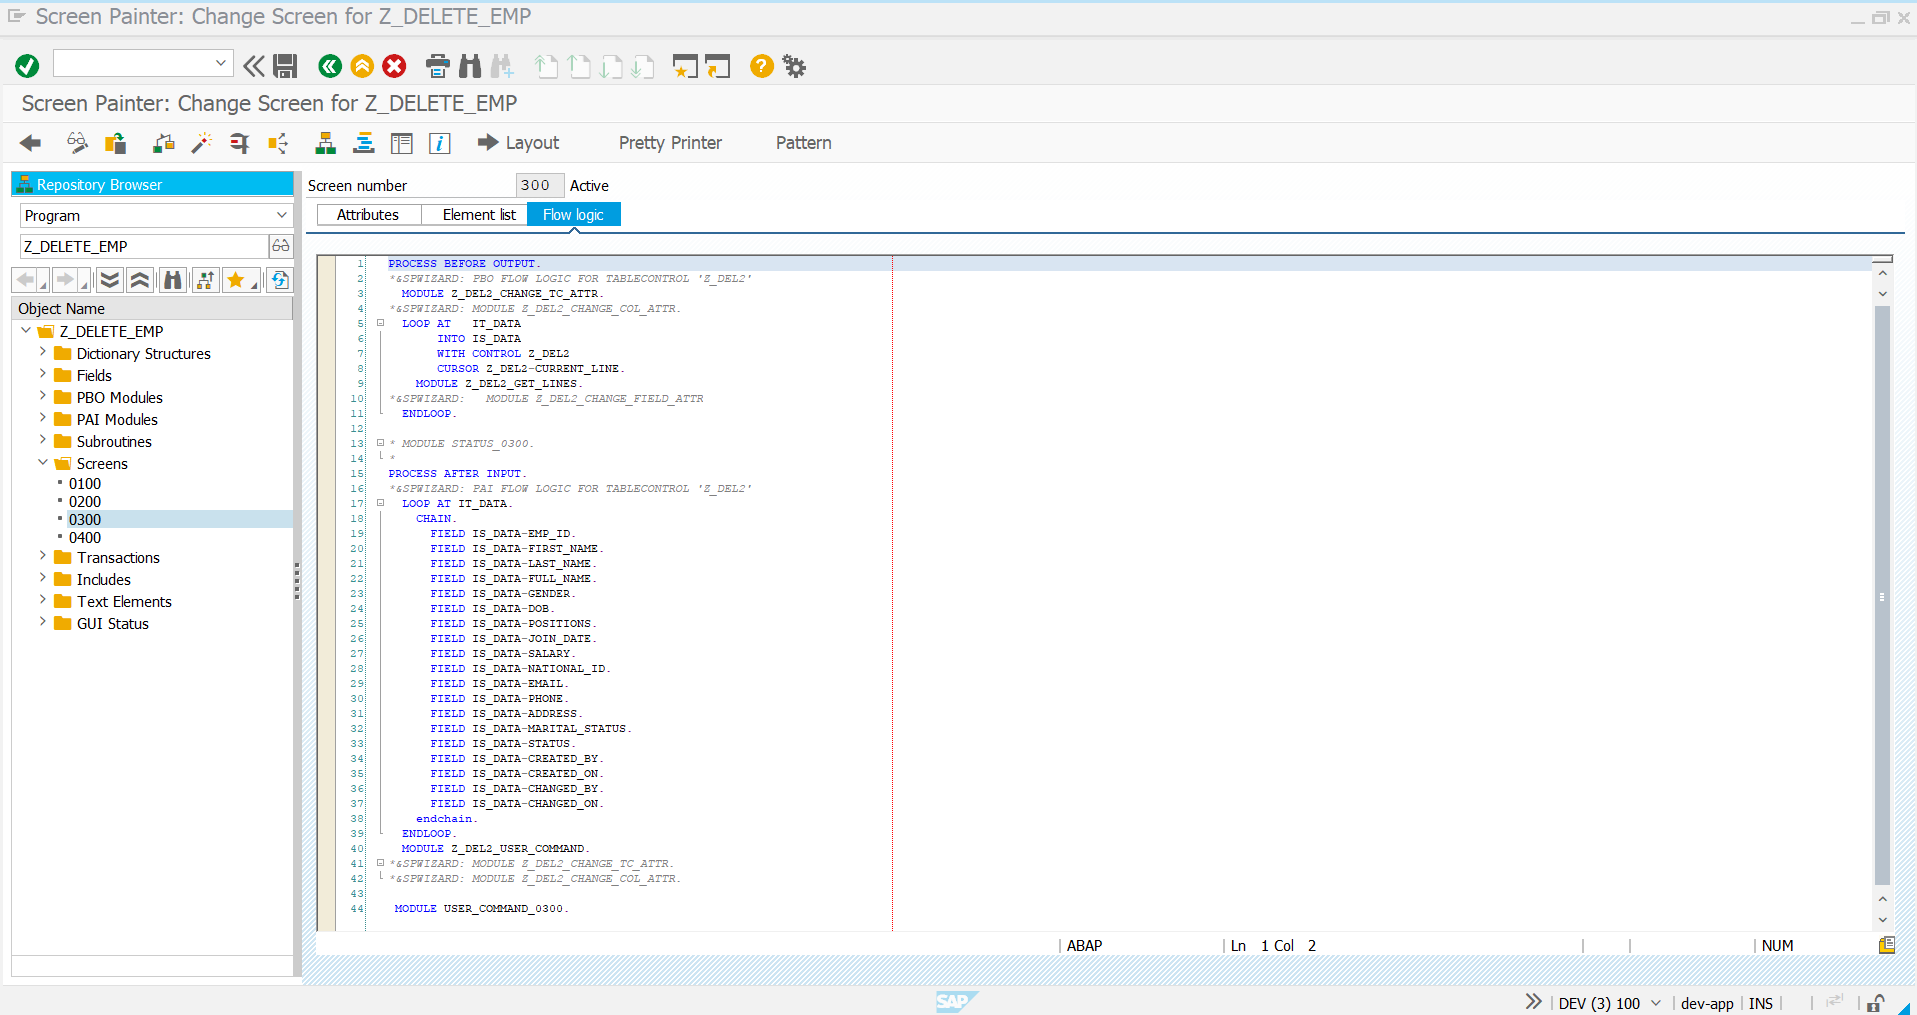 Screen Painter: Change Screen for Z_DELETE_EMP
Screen Painter: Change Screen for Z_DELETE_EMP
Layout Pretty Printer Pattern
Repository Browser
Program
Z_DELETE_EMP
Object Name
Z_DELETE_EMP
Dictionary Structures
Fields
PBO Modules
PAI Modules
Subroutines
Screens
0100
0200
0300
0400
Transactions
Includes
Text Elements
GUI Status
Screen number 300 Active
Attributes Element list Flow logic
1 PROCESS BEFORE OUTPUT.
2 *&SPWIZARD: PBO FLOW LOGIC FOR TABLECONTROL 'Z_DEL2'
3 MODULE Z_DEL2_CHANGE_TC_ATTR.
4 *&SPWIZARD: MODULE Z_DEL2_CHANGE_COL_ATTR.
5 LOOP AT IT_DATA
6 INTO IS_DATA
7 WITH CONTROL Z_DEL2
8 CURSOR Z_DEL2-CURRENT_LINE.
9 MODULE Z_DEL2_GET_LINES.
10 *&SPWIZARD: MODULE Z_DEL2_CHANGE_FIELD_ATTR
11 ENDLOOP.
12
13 * MODULE STATUS_0300.
14 *
15 PROCESS AFTER INPUT.
16 *&SPWIZARD: PAI FLOW LOGIC FOR TABLECONTROL 'Z_DEL2'
17 LOOP AT IT_DATA.
18 CHAIN.
19 FIELD IS_DATA-EMP_ID.
20 FIELD IS_DATA-FIRST_NAME.
21 FIELD IS_DATA-LAST_NAME.
22 FIELD IS_DATA-FULL_NAME.
23 FIELD IS_DATA-GENDER.
24 FIELD IS_DATA-DOB.
25 FIELD IS_DATA-POSITIONS.
26 FIELD IS_DATA-JOIN_DATE.
27 FIELD IS_DATA-SALARY.
28 FIELD IS_DATA-NATIONAL_ID.
29 FIELD IS_DATA-EMAIL.
30 FIELD IS_DATA-PHONE.
31 FIELD IS_DATA-ADDRESS.
32 FIELD IS_DATA-MARITAL_STATUS.
33 FIELD IS_DATA-STATUS.
34 FIELD IS_DATA-CREATED_BY.
35 FIELD IS_DATA-CREATED_ON.
36 FIELD IS_DATA-CHANGED_BY.
37 FIELD IS_DATA-CHANGED_ON.
38 endchain.
39 ENDLOOP.
40 MODULE Z_DEL2_USER_COMMAND.
41 *&SPWIZARD: MODULE Z_DEL2_CHANGE_TC_ATTR.
42 *&SPWIZARD: MODULE Z_DEL2_CHANGE_COL_ATTR.
43
44 MODULE USER_COMMAND_0300.
ABAP Ln 1 Col 2 NUM
SAP DEV (3) 100 dev-app INS